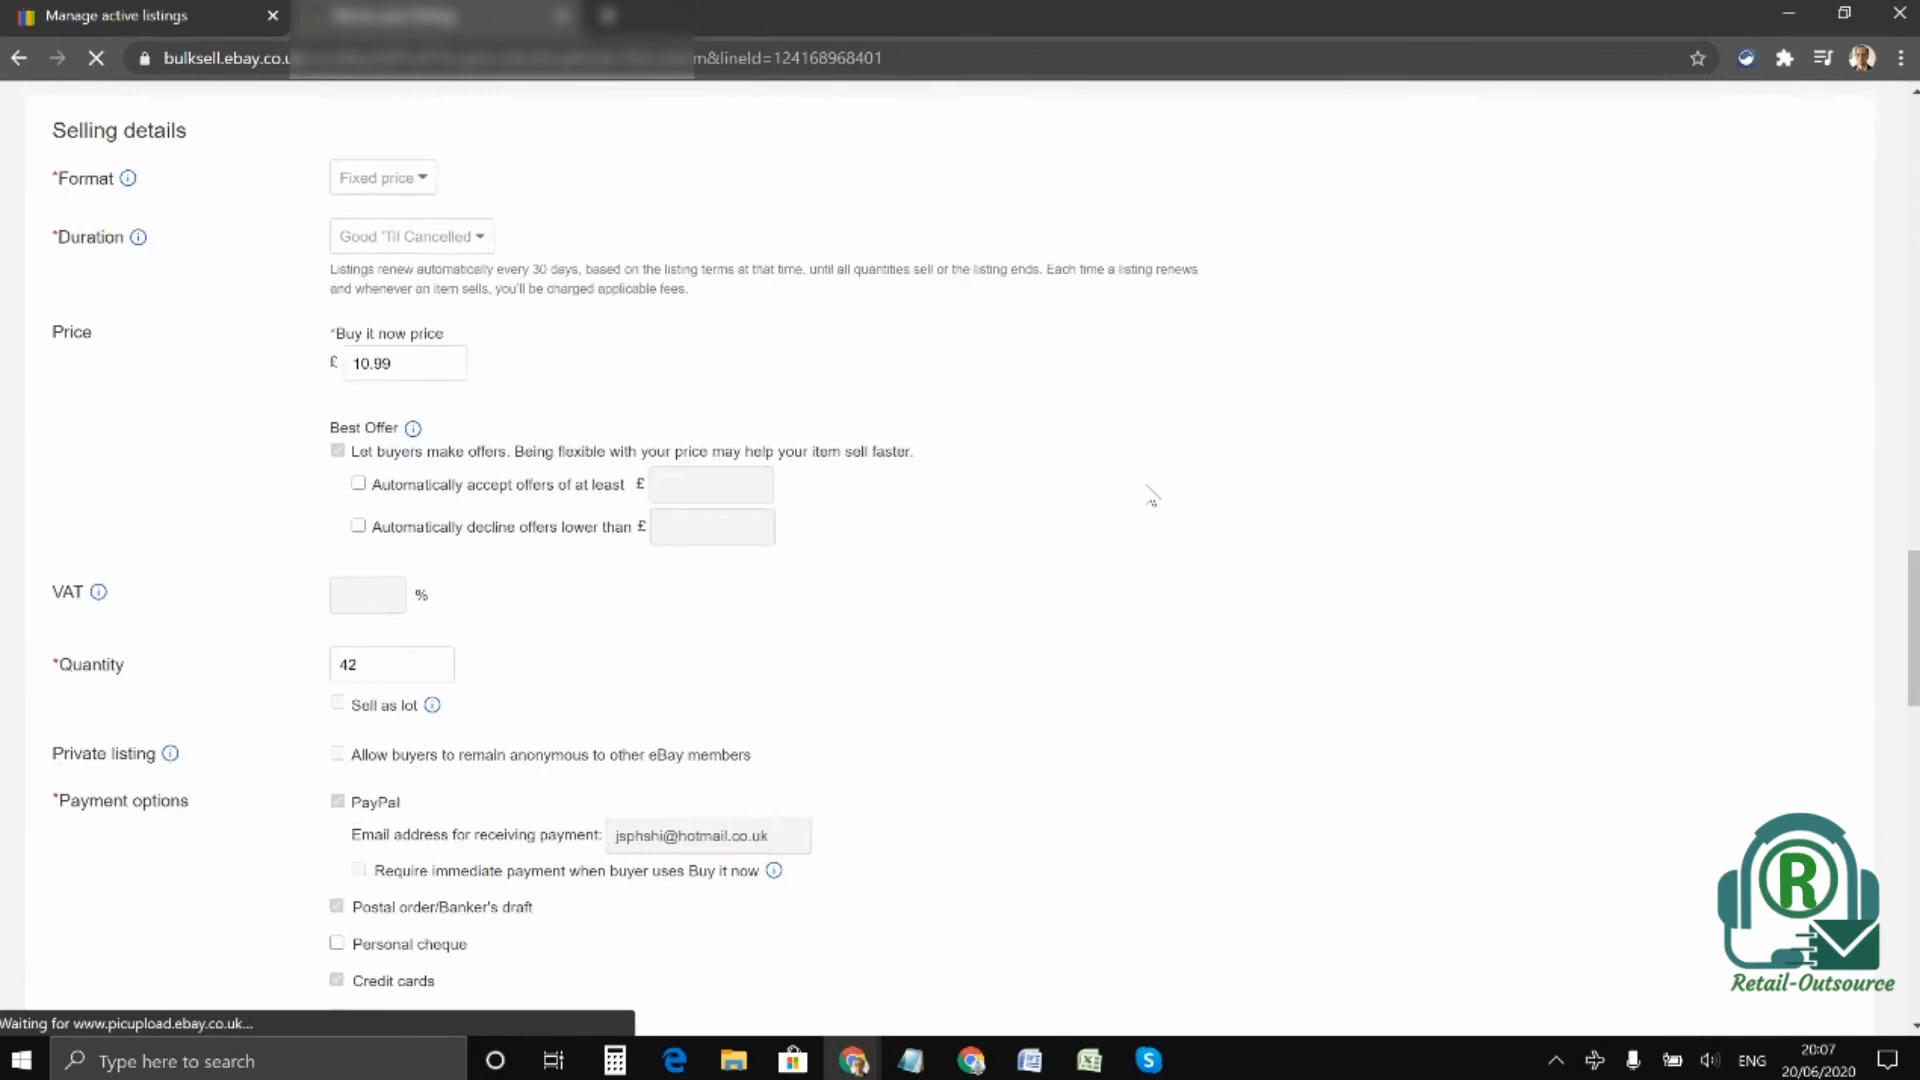 Manage active listings
bulksell.ebay.co.u
m&lineId=124168968401
Selling details
*Format
Fixed price
*Duration
Good 'Til Cancelled
Listings renew automatically every 30 days, based on the listing terms at that time, until all quantities sell or the listing ends. Each time a listing renews
and whenever an item sells, you'll be charged applicable fees.
Price
*Buy it now price
£ 10.99
Best Offer
Let buyers make offers. Being flexible with your price may help your item sell faster.
Automatically accept offers of at least £
Automatically decline offers lower than £
VAT
%
*Quantity
42
Sell as lot
Private listing
Allow buyers to remain anonymous to other eBay members
*Payment options
PayPal
Email address for receiving payment: jsphshi@hotmail.co.uk
Require immediate payment when buyer uses Buy it now
Postal order/Banker's draft
Personal cheque
Credit cards
R
Retail-Outsource
Waiting for www.picupload.ebay.co.uk...
Type here to search
ENG
20:07
20/06/2020